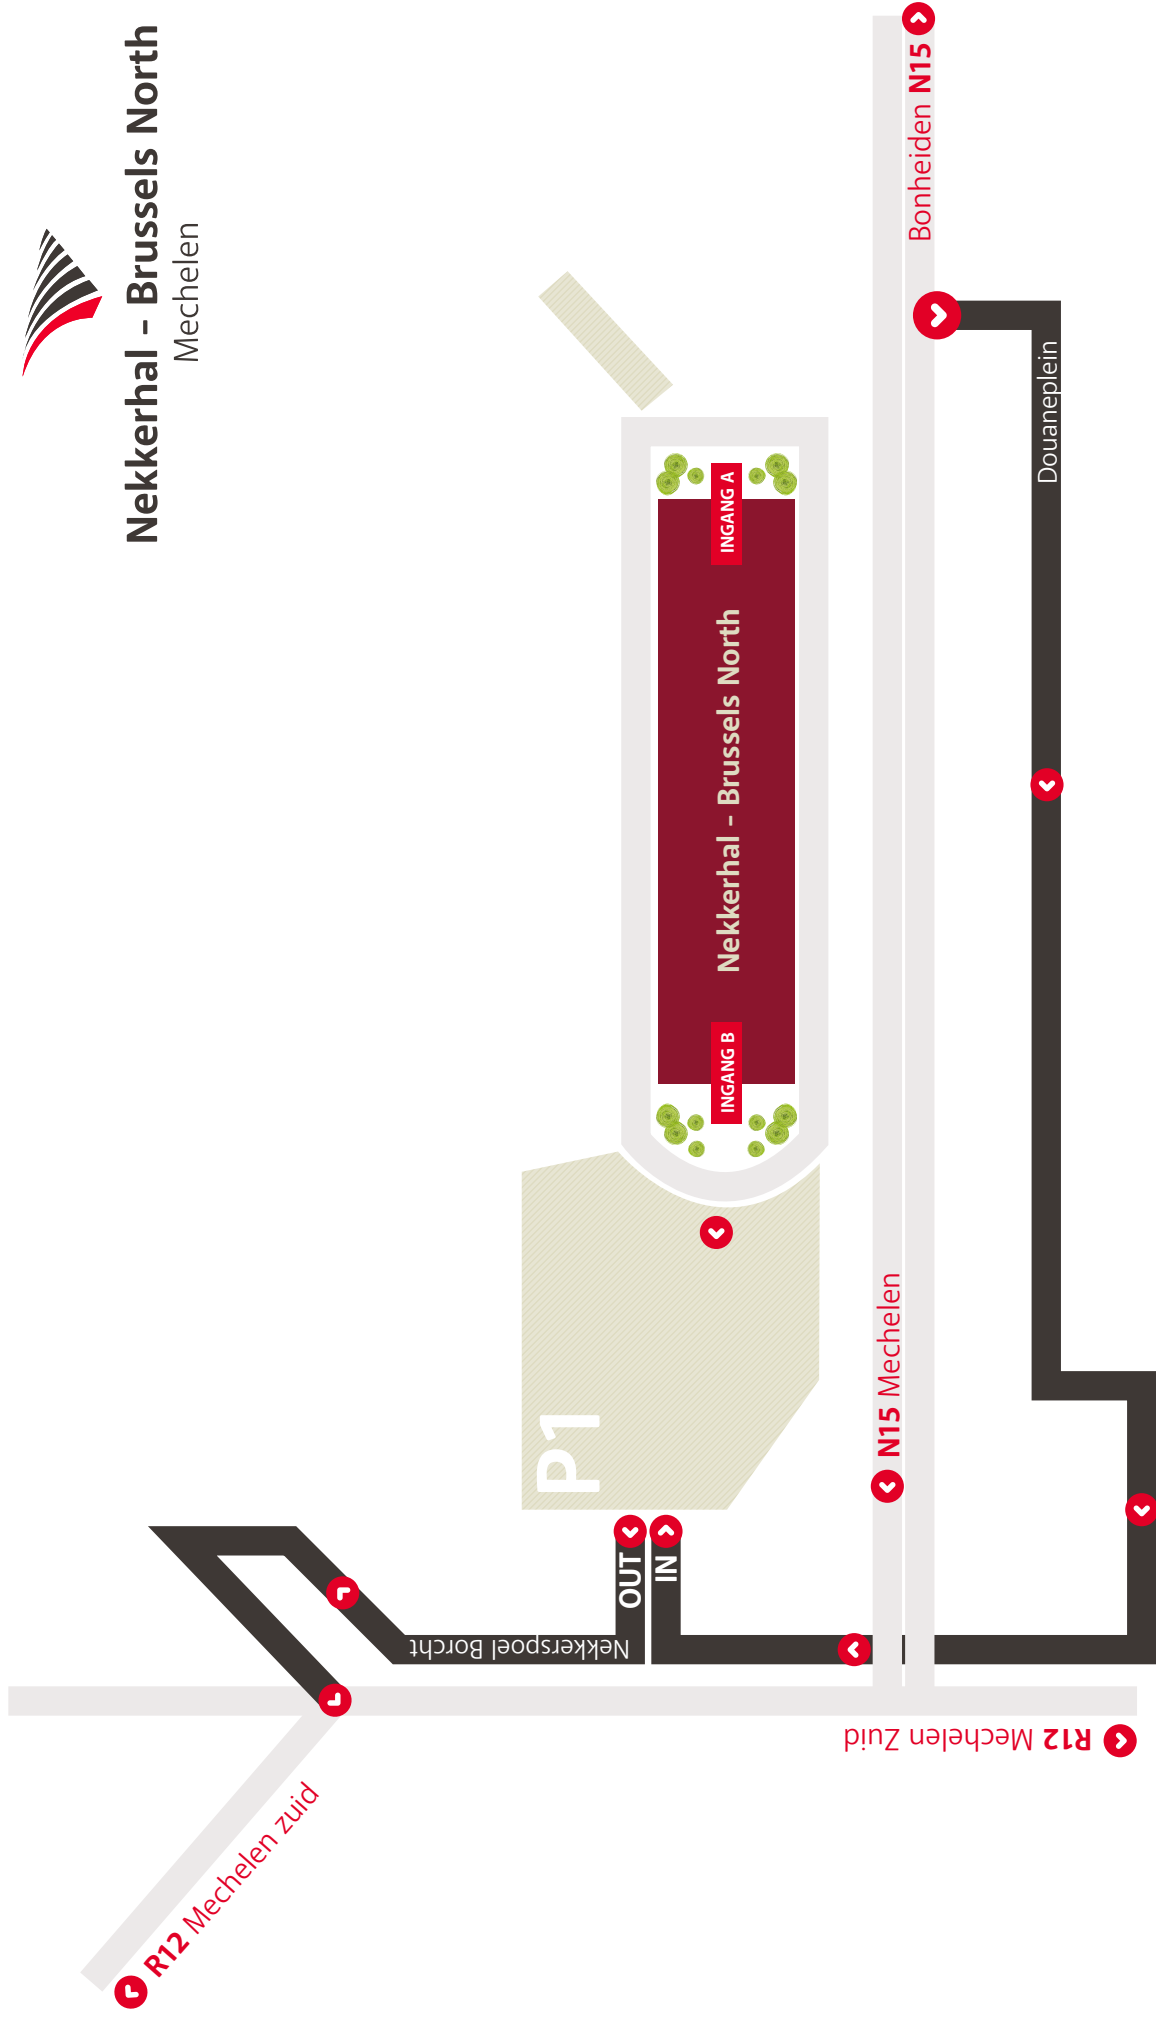 Nekkerhal – Brussels North
Mechelen
Bonheiden N15
Douaneplein
INGANG A
Nekkerhal – Brussels North
INGANG B
N15 Mechelen
P1
OUT
IN
Nekkerspoel Borcht
R12 Mechelen Zuid
R12 Mechelen zuid